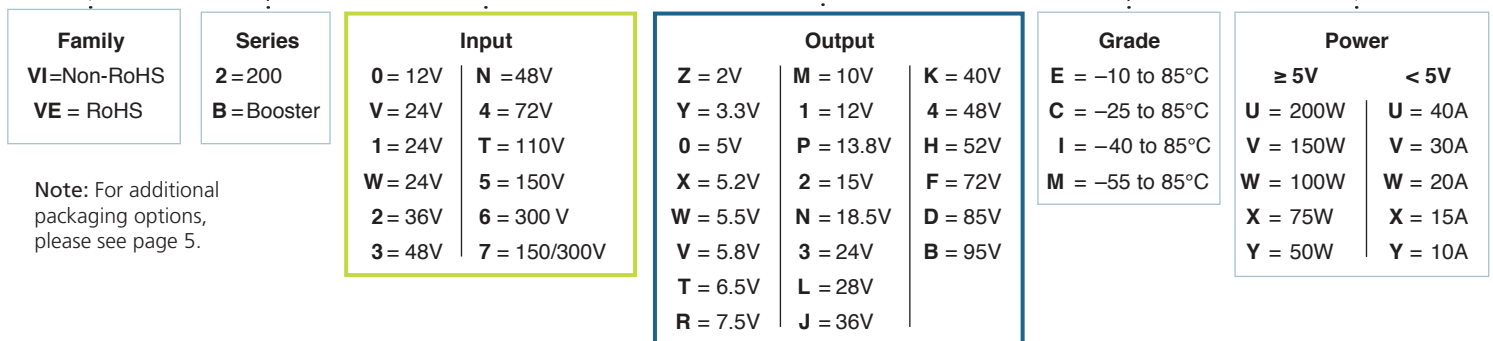 Family
VI=Non-RoHS
VE = RoHS
Series
2 = 200
B = Booster
Input
0 = 12V N = 48V
V = 24V 4 = 72V
1 = 24V T = 110V
W = 24V 5 = 150V
2 = 36V 6 = 300 V
3 = 48V 7 = 150/300V
Output
Z = 2V M = 10V K = 40V
Y = 3.3V 1 = 12V 4 = 48V
0 = 5V P = 13.8V H = 52V
X = 5.2V 2 = 15V F = 72V
W = 5.5V N = 18.5V D = 85V
V = 5.8V 3 = 24V B = 95V
T = 6.5V L = 28V
R = 7.5V J = 36V
Grade
E = –10 to 85°C
C = –25 to 85°C
I = –40 to 85°C
M = –55 to 85°C
Power
≥ 5V < 5V
U = 200W U = 40A
V = 150W V = 30A
W = 100W W = 20A
X = 75W X = 15A
Y = 50W Y = 10A
Note: For additional
packaging options,
please see page 5.